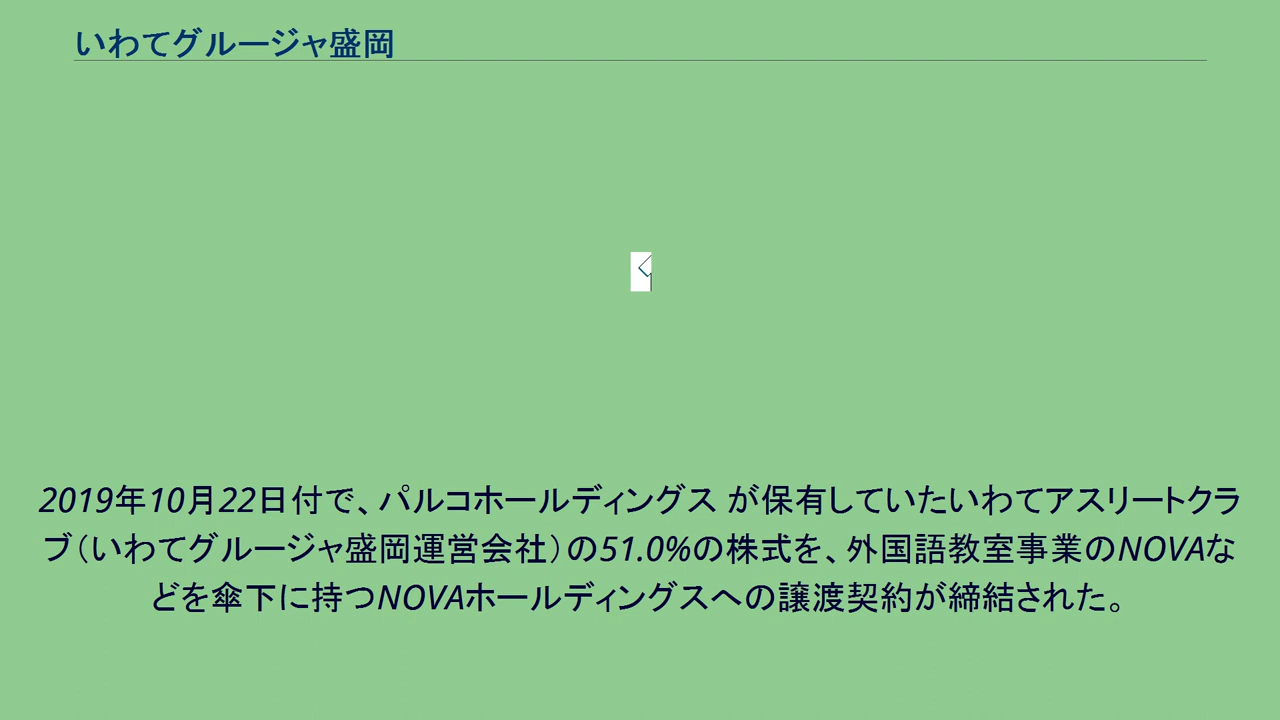 いわてグルージャ盛岡
2019年10月22日付で、パルコホールディングス が保有していたいわてアスリートクラ
ブ（いわてグルージャ盛岡運営会社）の51.0%の株式を、外国語教室事業のNOVAな
どを傘下に持つNOVAホールディングスへの譲渡契約が締結された。